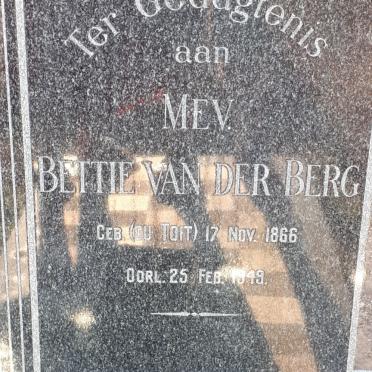 Ter Gedagtenis
aan
MEV.
BETTIE VAN DER BERG
GEB (DU TOIT) 17 NOV. 1866
OORL. 25 FEB. 1949.